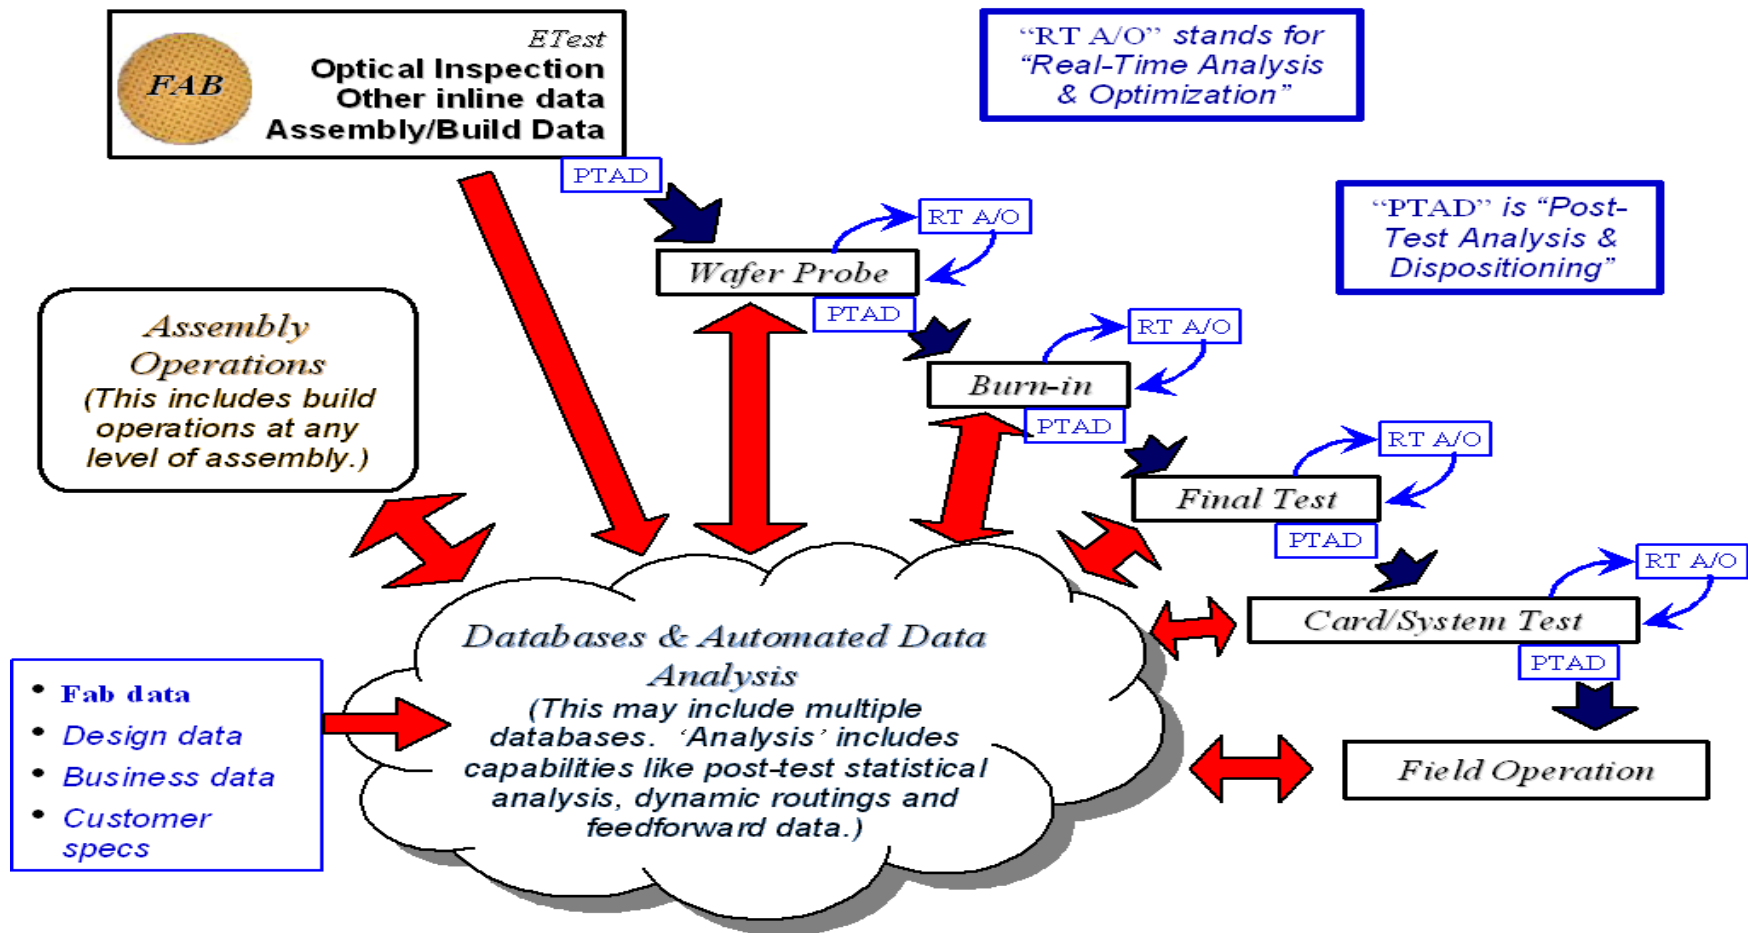 FAB
ETest
Optical Inspection
Other inline data
Assembly/Build Data
PTAD
“RT A/O” stands for
“Real-Time Analysis
& Optimization”
“PTAD” is “Post-
Test Analysis &
Dispositioning”
RT A/O
Wafer Probe
PTAD
RT A/O
Burn-in
PTAD
RT A/O
Final Test
PTAD
RT A/O
Card/System Test
PTAD
Field Operation
Assembly
Operations
(This includes build
operations at any
level of assembly.)
Databases & Automated Data
Analysis
(This may include multiple
databases. ‘Analysis’ includes
capabilities like post-test statistical
analysis, dynamic routings and
feedforward data.)
• Fab data
• Design data
• Business data
• Customer
specs